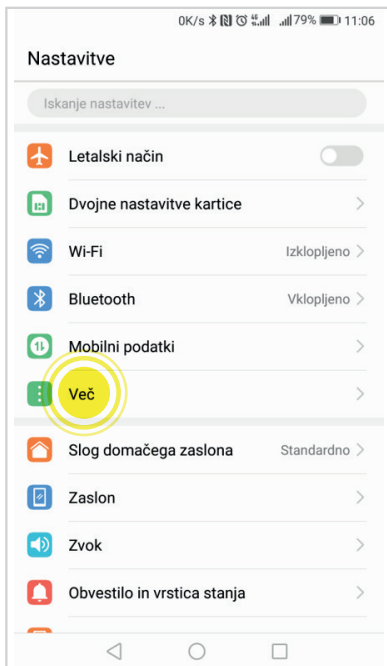 0K/s 79% 11:06
Nastavitve
Iskanje nastavitev ...
Letalski način
Dvojne nastavitve kartice
Wi-Fi Izklopljeno
Bluetooth Vklopljeno
Mobilni podatki
Več
Slog domačega zaslona Standardno
Zaslon
Zvok
Obvestilo in vrstica stanja